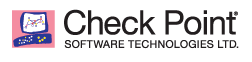 Check Point®
SOFTWARE TECHNOLOGIES LTD.